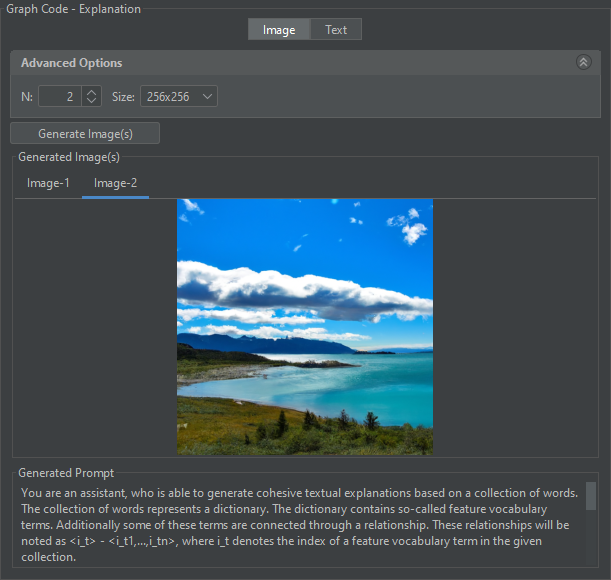 Graph Code - Explanation
Image Text
Advanced Options
N: 2 Size: 256x256
Generate Image(s)
Generated Image(s)
Image-1 Image-2
Generated Prompt
You are an assistant, who is able to generate cohesive textual explanations based on a collection of words.
The collection of words represents a dictionary. The dictionary contains so-called feature vocabulary
terms. Additionally some of these terms are connected through a relationship. These relationships will be
noted as <i_t> - <i_t1,...,i_tn>, where i_t denotes the index of a feature vocabulary term in the given
collection.